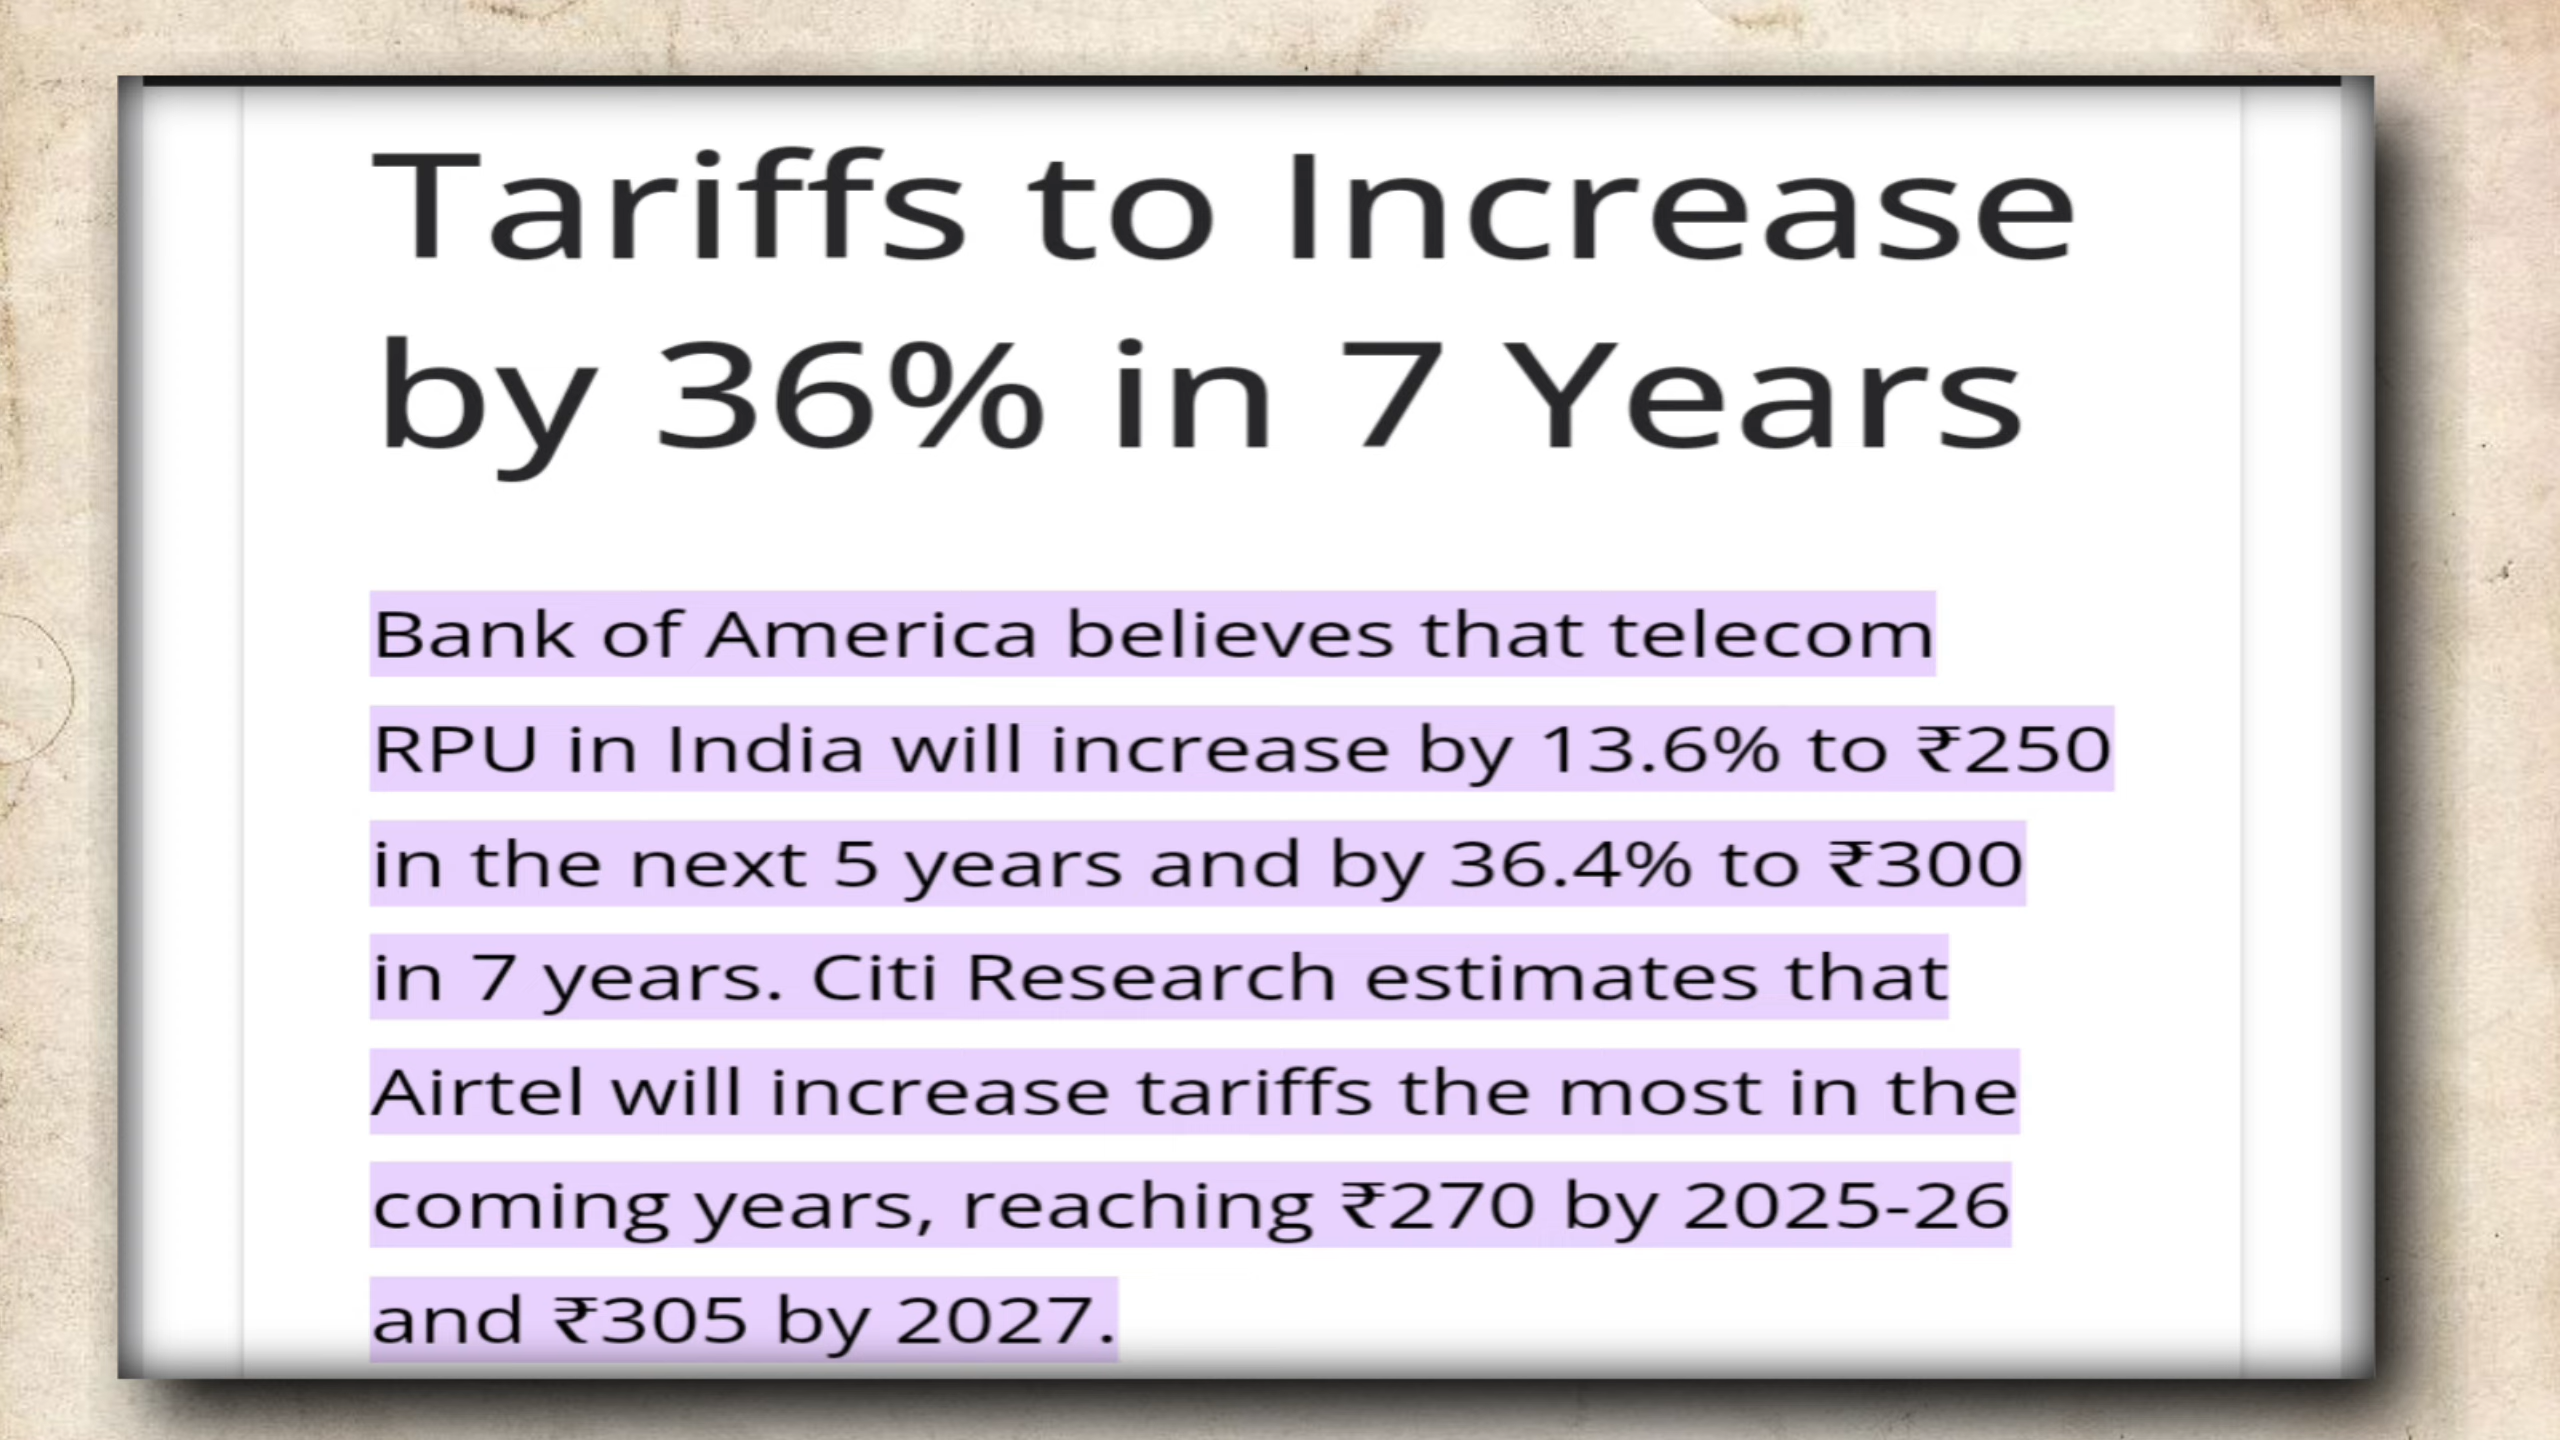 Tariffs to Increase
by 36% in 7 Years
Bank of America believes that telecom
RPU in India will increase by 13.6% to ₹250
in the next 5 years and by 36.4% to ₹300
in 7 years. Citi Research estimates that
Airtel will increase tariffs the most in the
coming years, reaching ₹270 by 2025-26
and ₹305 by 2027.